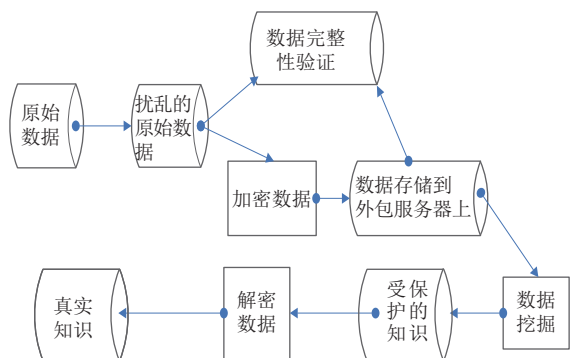 数据完整
性验证
原始
数据
扰乱的
原始数
据
加密数据
数据存储到
外包服务器上
真实
知识
解密
数据
受保
护的
知识
数据
挖掘